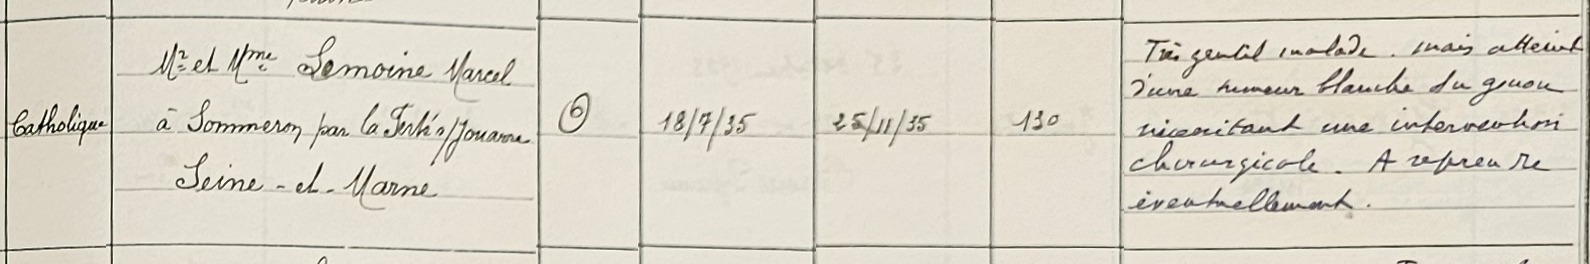 Catholique
Mr et Mme Lemoine Marcel
à Sommeron par la Ferté s/Jouarre
Seine-et-Marne
6
18/7/35
25/11/35
130
Très gentil malade. mais atteint
d'une tumeur blanche du genou
nécessitant une intervention
chirurgicale. A reprendre
éventuellement.